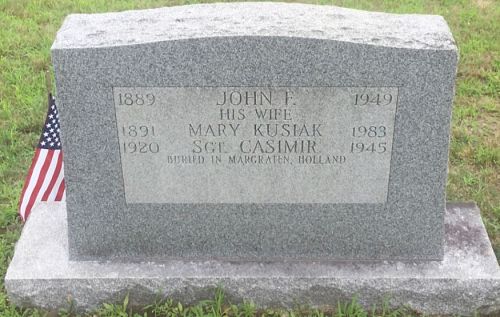 1889 JOHN F. 1949
HIS WIFE
1891 MARY KUSIAK 1983
1920 SGT. CASIMIR 1945
BURIED IN MARGRATEN, HOLLAND